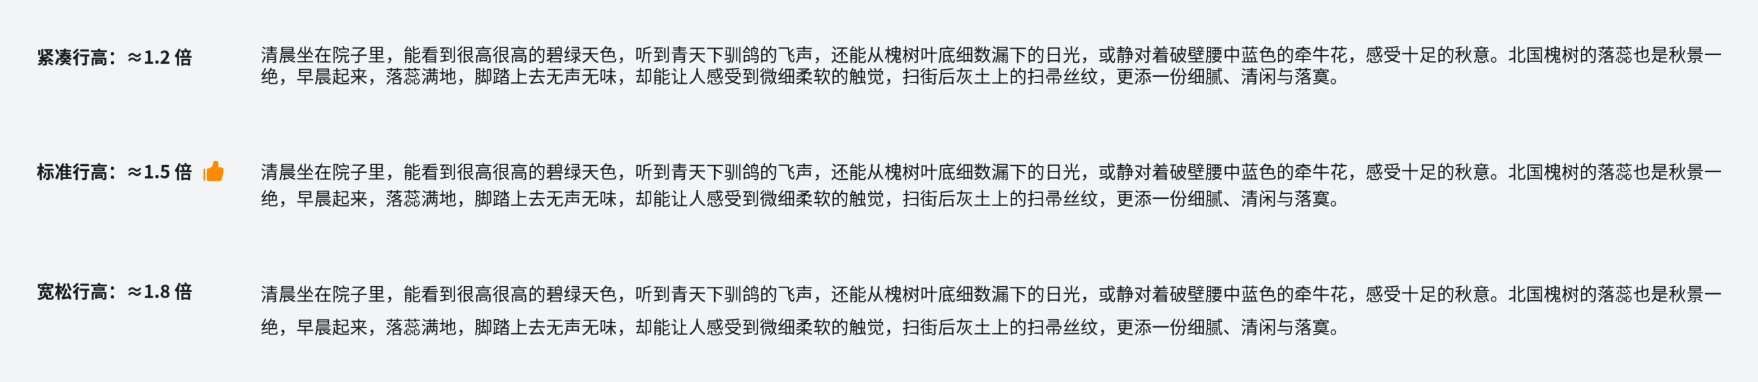 紧凑行高：≈1.2 倍
清晨坐在院子里，能看到很高很高的碧绿天色，听到青天下驯鸽的飞声，还能从槐树叶底细数漏下的日光，或静对着破壁腰中蓝色的牵牛花，感受十足的秋意。北国槐树的落蕊也是秋景一
绝，早晨起来，落蕊满地，脚踏上去无声无味，却能让人感受到微细柔软的触觉，扫街后灰土上的扫帚丝纹，更添一份细腻、清闲与落寞。
标准行高：≈1.5 倍
清晨坐在院子里，能看到很高很高的碧绿天色，听到青天下驯鸽的飞声，还能从槐树叶底细数漏下的日光，或静对着破壁腰中蓝色的牵牛花，感受十足的秋意。北国槐树的落蕊也是秋景一
绝，早晨起来，落蕊满地，脚踏上去无声无味，却能让人感受到微细柔软的触觉，扫街后灰土上的扫帚丝纹，更添一份细腻、清闲与落寞。
宽松行高：≈1.8 倍
清晨坐在院子里，能看到很高很高的碧绿天色，听到青天下驯鸽的飞声，还能从槐树叶底细数漏下的日光，或静对着破壁腰中蓝色的牵牛花，感受十足的秋意。北国槐树的落蕊也是秋景一
绝，早晨起来，落蕊满地，脚踏上去无声无味，却能让人感受到微细柔软的触觉，扫街后灰土上的扫帚丝纹，更添一份细腻、清闲与落寞。